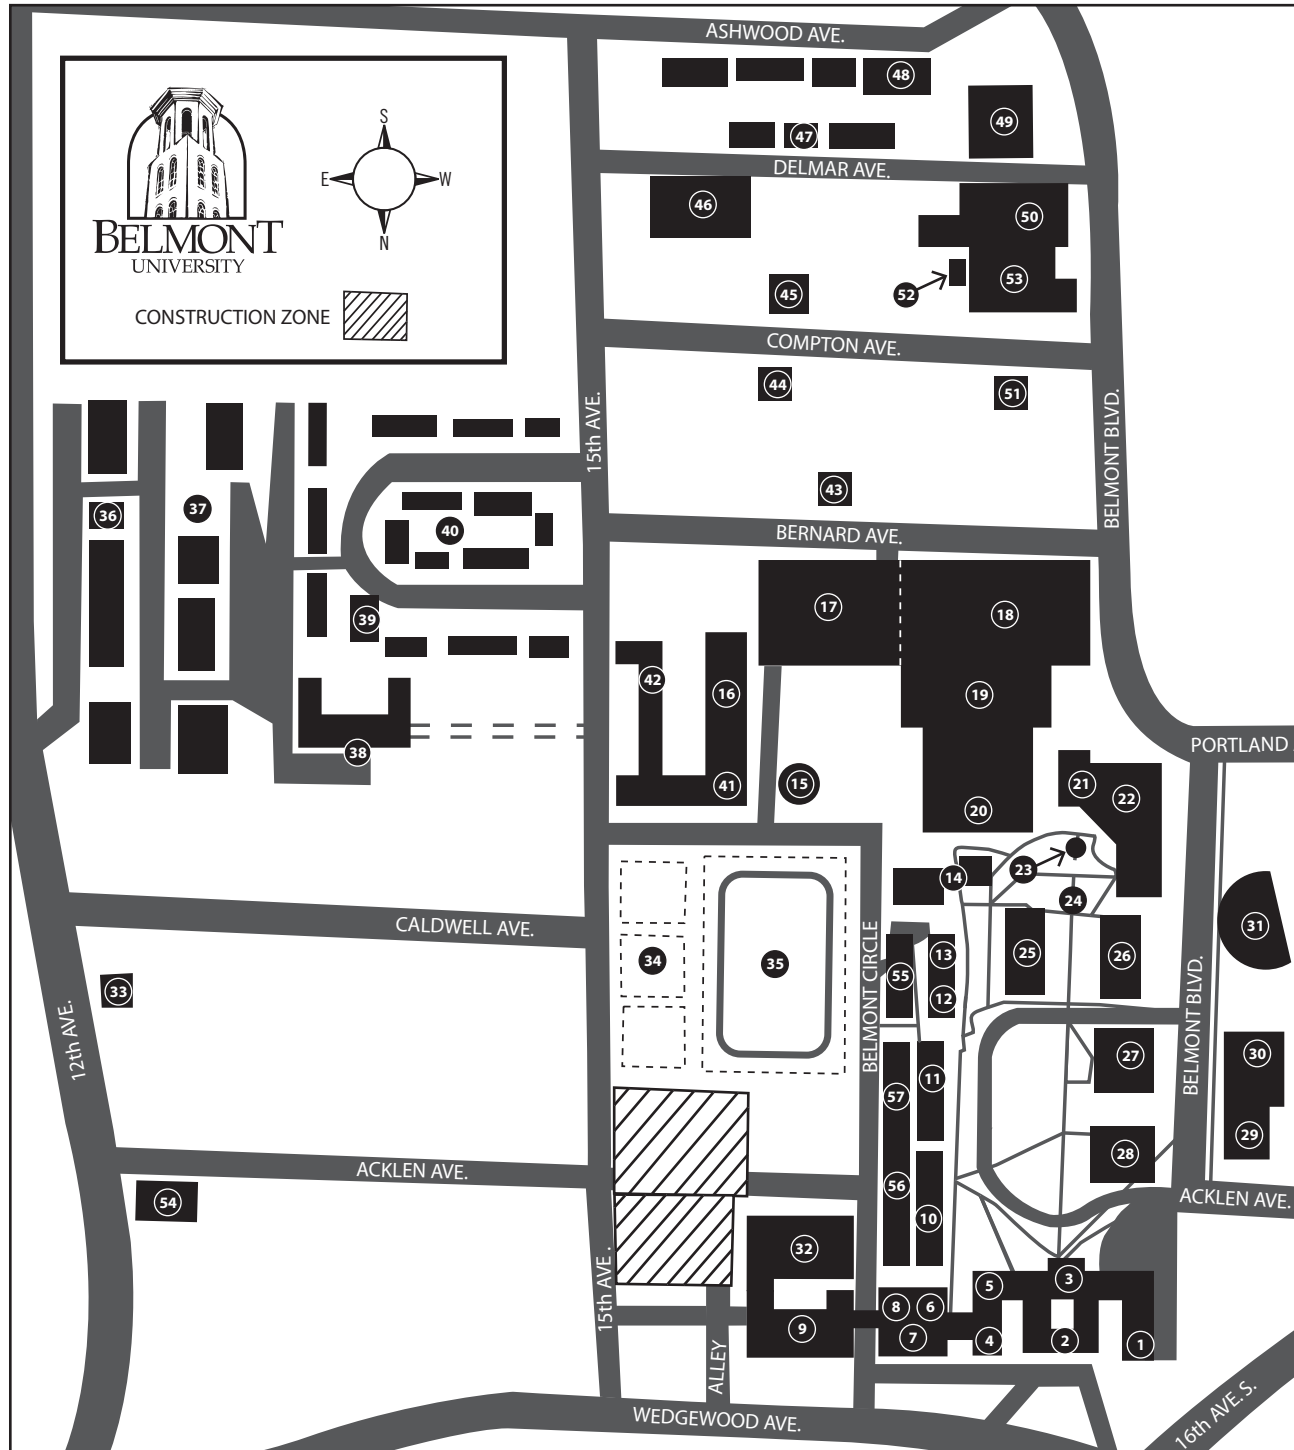 ASHWOOD AVE.
48
49
47
DELMAR AVE.
46
50
S
E
W
N
BELMONT
UNIVERSITY
CONSTRUCTION ZONE
45
52
53
COMPTON AVE.
44
51
15th AVE.
BELMONT BLVD.
43
36
37
40
BERNARD AVE.
39
17
18
42
16
19
38
PORTLAND
41
15
21
22
20
23
14
24
CALDWELL AVE.
31
34
35
BELMONT CIRCLE
13
25
26
55
12
33
12th AVE.
BELMONT BLVD.
27
30
11
57
29
28
ACKLEN AVE.
54
56
10
ACKLEN AVE.
32
15th AVE.
5
3
8
6
9
7
4
2
1
ALLEY
WEDGEWOOD AVE.
16th AVE. S.